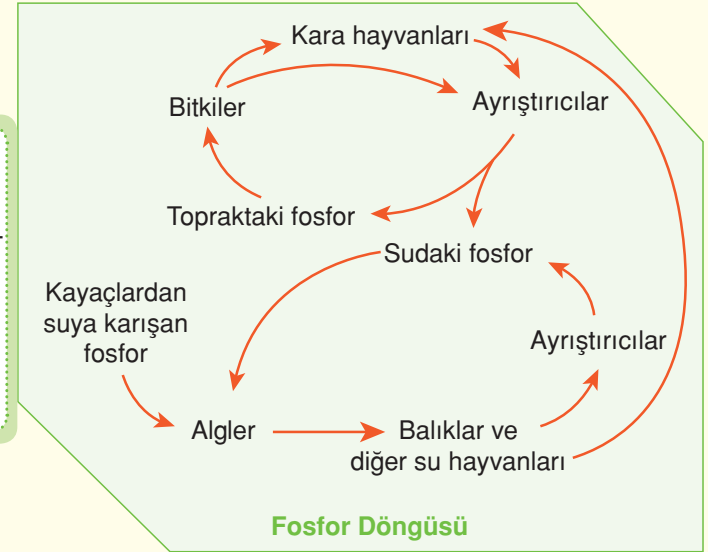 Kara hayvanları
Bitkiler
Ayrıştırıcılar
Topraktaki fosfor
Sudaki fosfor
Kayaçlardan
suya karışan
fosfor
Ayrıştırıcılar
Algler
Balıklar ve
diğer su hayvanları
Fosfor Döngüsü